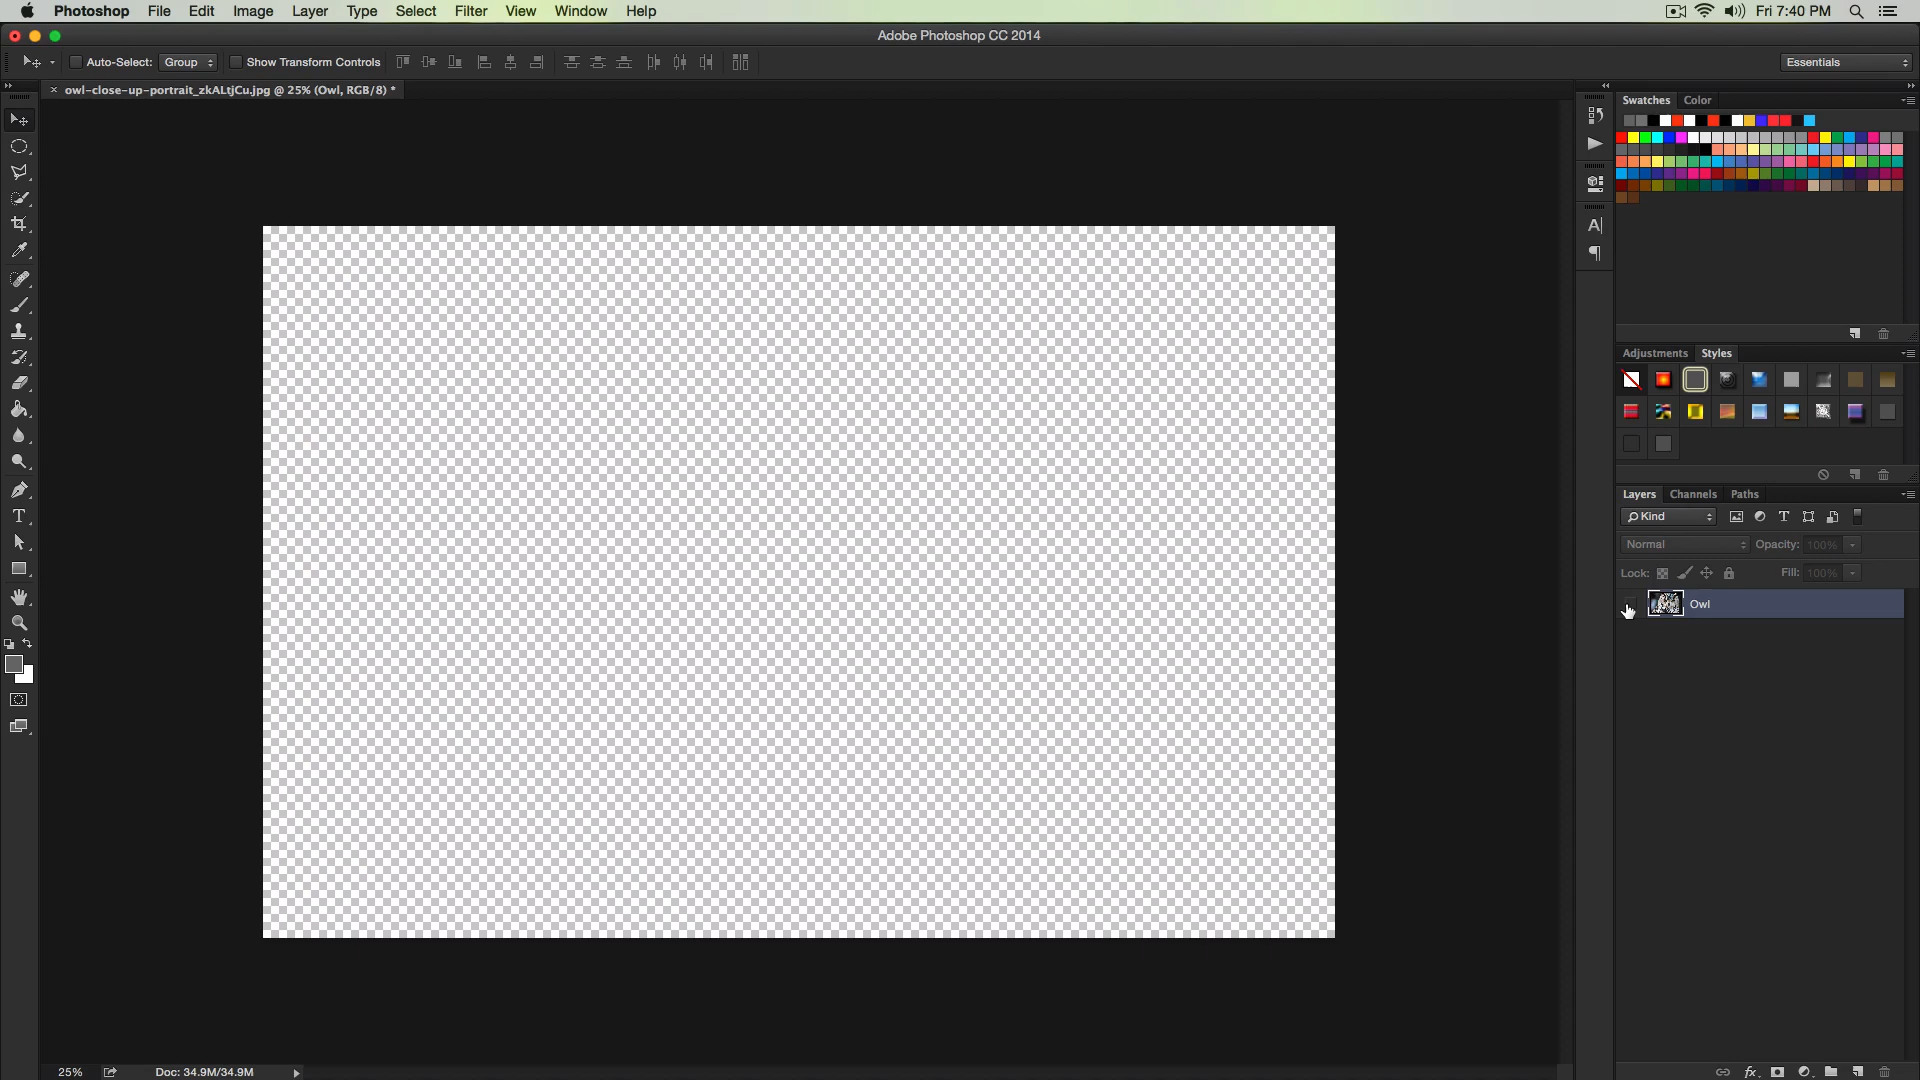 Photoshop File Edit Image Layer Type Select Filter View Window Help Fri 7:40 PM
Adobe Photoshop CC 2014
Auto-Select: Group Show Transform Controls Essentials
× owl-close-up-portrait_zkALtjCu.jpg @ 25% (Owl, RGB/8) *
Swatches Color
Adjustments Styles
Layers Channels Paths
Kind
Normal Opacity: 100%
Lock: Fill: 100%
Owl
25% Doc: 34.9M/34.9M